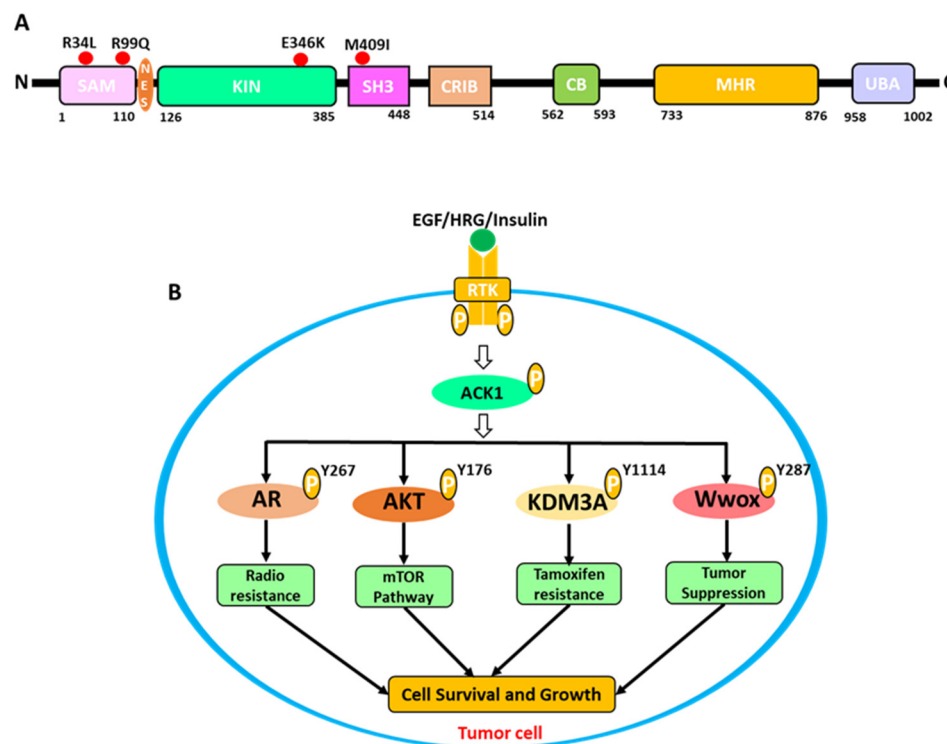 A
R34L R99Q E346K M409I
N SAM NES KIN SH3 CRIB CB MHR UBA C
1 110 126 385 448 514 562 593 733 876 958 1002
EGF/HRG/Insulin
B
RTK
P P
P
ACK1
Y267 Y176 Y1114 Y287
P P P P
AR AKT KDM3A Wwox
Radio resistance
mTOR Pathway
Tamoxifen resistance
Tumor Suppression
Cell Survival and Growth
Tumor cell